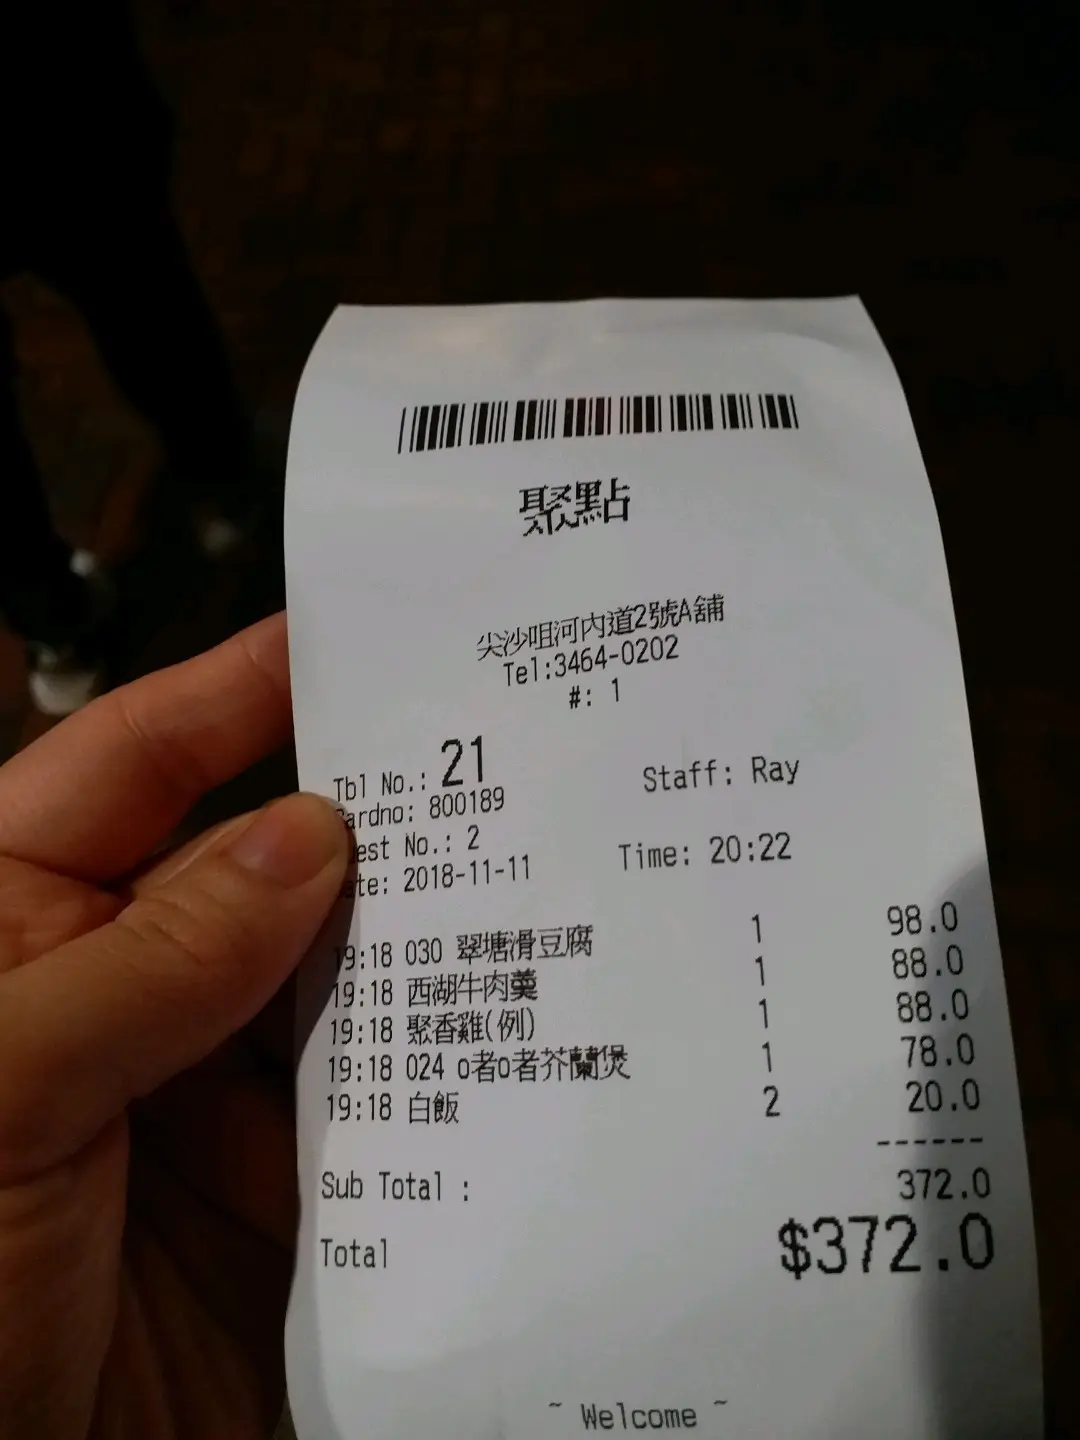 聚點
尖沙咀河內道2號A舖
Tel:3464-0202
#: 1
Tbl No.: 21 Staff: Ray
ardno: 800189
est No.: 2
ate: 2018-11-11 Time: 20:22
19:18 030 翠塘滑豆腐 1 98.0
19:18 西湖牛肉羹 1 88.0
19:18 聚香雞(例) 1 88.0
19:18 024 o者o者芥蘭煲 1 78.0
19:18 白飯 2 20.0
------
Sub Total : 372.0
Total $372.0
~ Welcome ~